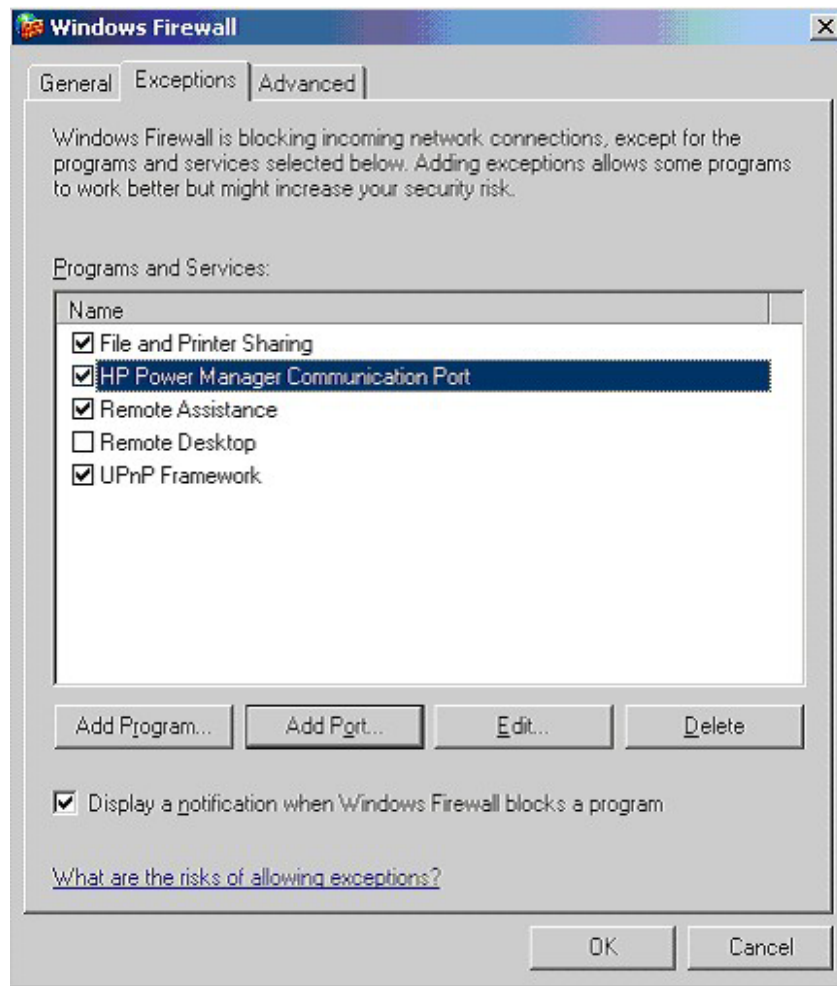 Windows Firewall
General Exceptions Advanced
Windows Firewall is blocking incoming network connections, except for the
programs and services selected below. Adding exceptions allows some programs
to work better but might increase your security risk.
Programs and Services:
Name
File and Printer Sharing
HP Power Manager Communication Port
Remote Assistance
Remote Desktop
UPnP Framework
Add Program... Add Port... Edit... Delete
Display a notification when Windows Firewall blocks a program
What are the risks of allowing exceptions?
OK Cancel